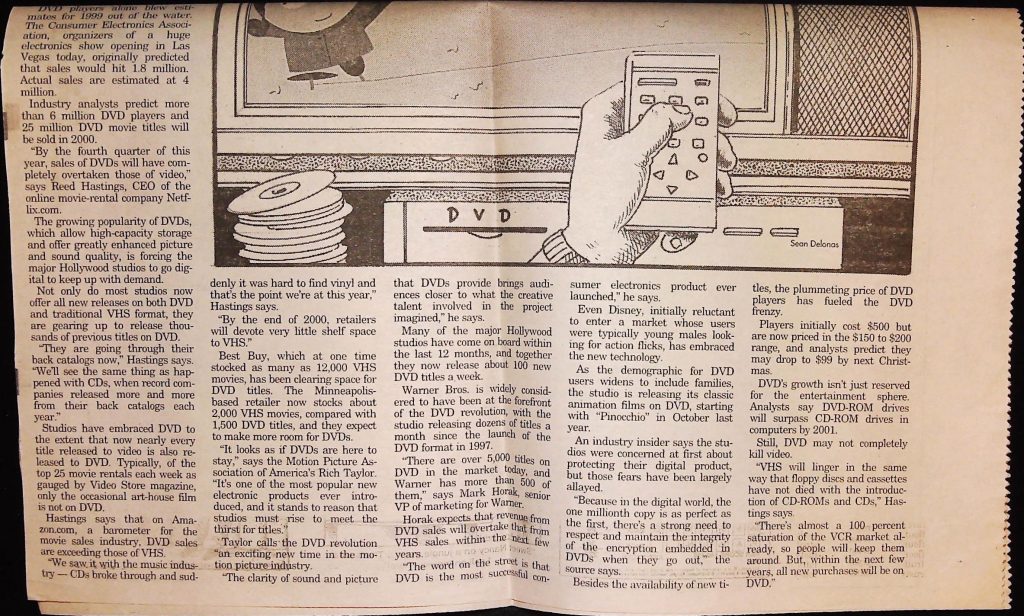 DVD players alone blew esti-
mates for 1999 out of the water.
The Consumer Electronics Associ-
ation, organizers of a huge
electronics show opening in Las
Vegas today, originally predicted
that sales would hit 1.8 million.
Actual sales are estimated at 4
million.
Industry analysts predict more
than 6 million DVD players and
25 million DVD movie titles will
be sold in 2000.
"By the fourth quarter of this
year, sales of DVDs will have com-
pletely overtaken those of video,"
says Reed Hastings, CEO of the
online movie-rental company Netf-
lix.com.
The growing popularity of DVDs,
which allow high-capacity storage
and offer greatly enhanced picture
and sound quality, is forcing the
major Hollywood studios to go dig-
ital to keep up with demand.
Not only do most studios now
offer all new releases on both DVD
and traditional VHS format, they
are gearing up to release thou-
sands of previous titles on DVD.
"They are going through their
back catalogs now," Hastings says.
"We'll see the same thing as hap-
pened with CDs, when record com-
panies released more and more
from their back catalogs each
year."
Studios have embraced DVD to
the extent that now nearly every
title released to video is also re-
leased to DVD. Typically, of the
top 25 movie rentals each week as
gauged by Video Store magazine,
only the occasional art-house film
is not on DVD.
Hastings says that on Ama-
zon.com, a barometer for the
movie sales industry, DVD sales
are exceeding those of VHS.
"We saw it with the music indus-
try — CDs broke through and sud-
DVD
Sean Delonas
denly it was hard to find vinyl and
that's the point we're at this year,"
Hastings says.
"By the end of 2000, retailers
will devote very little shelf space
to VHS."
Best Buy, which at one time
stocked as many as 12,000 VHS
movies, has been clearing space for
DVD titles. The Minneapolis-
based retailer now stocks about
2,000 VHS movies, compared with
1,500 DVD titles, and they expect
to make more room for DVDs.
"It looks as if DVDs are here to
stay," says the Motion Picture As-
sociation of America's Rich Taylor.
"It's one of the most popular new
electronic products ever intro-
duced, and it stands to reason that
studios must rise to meet the
thirst for titles."
Taylor calls the DVD revolution
"an exciting new time in the mo-
tion picture industry.
"The clarity of sound and picture
that DVDs provide brings audi-
ences closer to what the creative
talent involved in the project
imagined," he says.
Many of the major Hollywood
studios have come on board within
the last 12 months, and together
they now release about 100 new
DVD titles a week.
Warner Bros. is widely consid-
ered to have been at the forefront
of the DVD revolution, with the
studio releasing dozens of titles a
month since the launch of the
DVD format in 1997.
"There are over 5,000 titles on
DVD in the market today, and
Warner has more than 500 of
them," says Mark Horak, senior
VP of marketing for Warner.
Horak expects that revenue from
DVD sales will overtake that from
VHS sales within the next few
years.
"The word on the street is that
DVD is the most successful con-
sumer electronics product ever
launched," he says.
Even Disney, initially reluctant
to enter a market whose users
were typically young males look-
ing for action flicks, has embraced
the new technology.
As the demographic for DVD
users widens to include families,
the studio is releasing its classic
animation films on DVD, starting
with "Pinocchio" in October last
year.
An industry insider says the stu-
dios were concerned at first about
protecting their digital product,
but those fears have been largely
allayed.
"Because in the digital world, the
one millionth copy is as perfect as
the first, there's a strong need to
respect and maintain the integrity
of the encryption embedded in
DVDs when they go out," the
source says.
Besides the availability of new ti-
tles, the plummeting price of DVD
players has fueled the DVD
frenzy.
Players initially cost $500 but
are now priced in the $150 to $200
range, and analysts predict they
may drop to $99 by next Christ-
mas.
DVD's growth isn't just reserved
for the entertainment sphere.
Analysts say DVD-ROM drives
will surpass CD-ROM drives in
computers by 2001.
Still, DVD may not completely
kill video.
"VHS will linger in the same
way that floppy discs and cassettes
have not died with the introduc-
tion of CD-ROMs and CDs," Has-
tings says.
"There's almost a 100 percent
saturation of the VCR market al-
ready, so people will keep them
around. But, within the next few
years, all new purchases will be on
DVD."